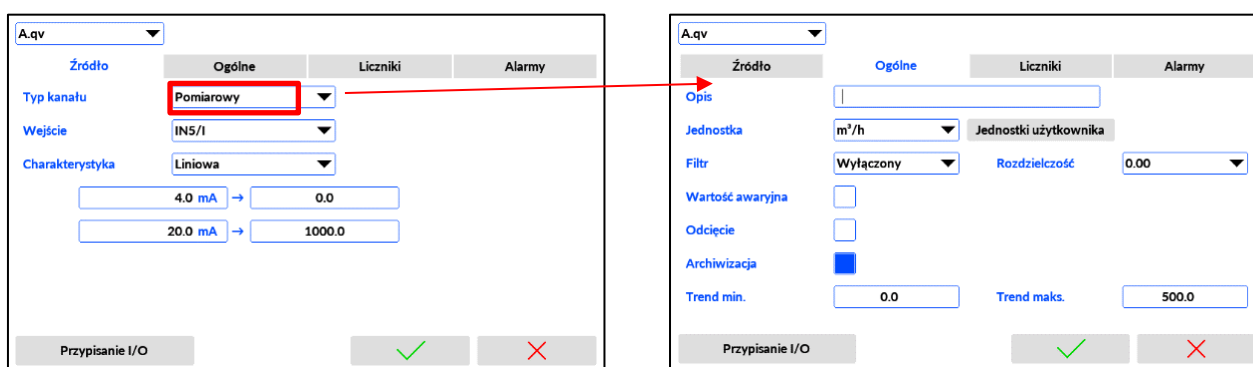 A.qv
Źródło Ogólne Liczniki Alarmy
Typ kanału Pomiarowy
Wejście IN5/I
Charakterystyka Liniowa
4.0 mA → 0.0
20.0 mA → 1000.0
Przypisanie I/O
A.qv
Źródło Ogólne Liczniki Alarmy
Opis
Jednostka m³/h Jednostki użytkownika
Filtr Wyłączony Rozdzielczość 0.00
Wartość awaryjna
Odcięcie
Archiwizacja
Trend min. 0.0 Trend maks. 500.0
Przypisanie I/O